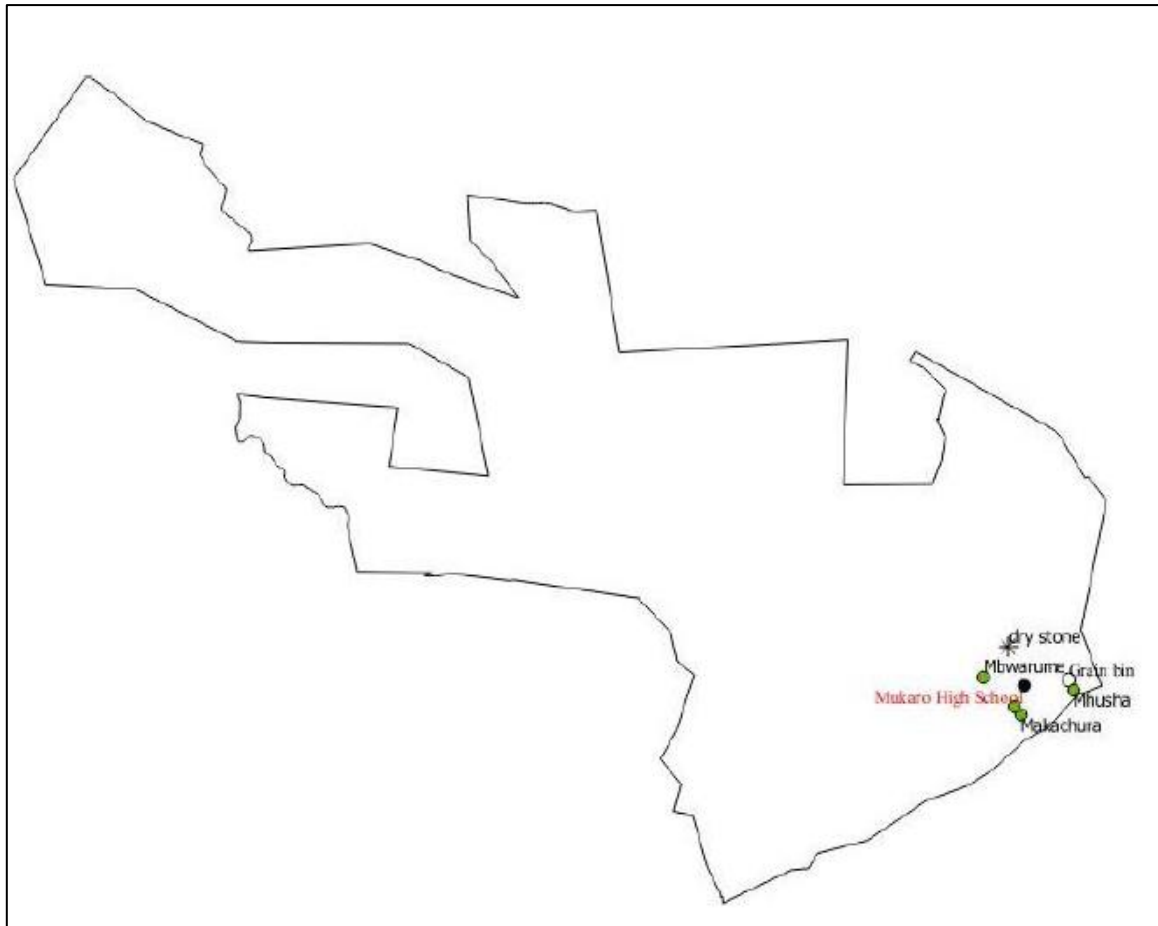 dry stone
Mbwarume
Grain bin
Mukaro High School
Mhusha
Makachura